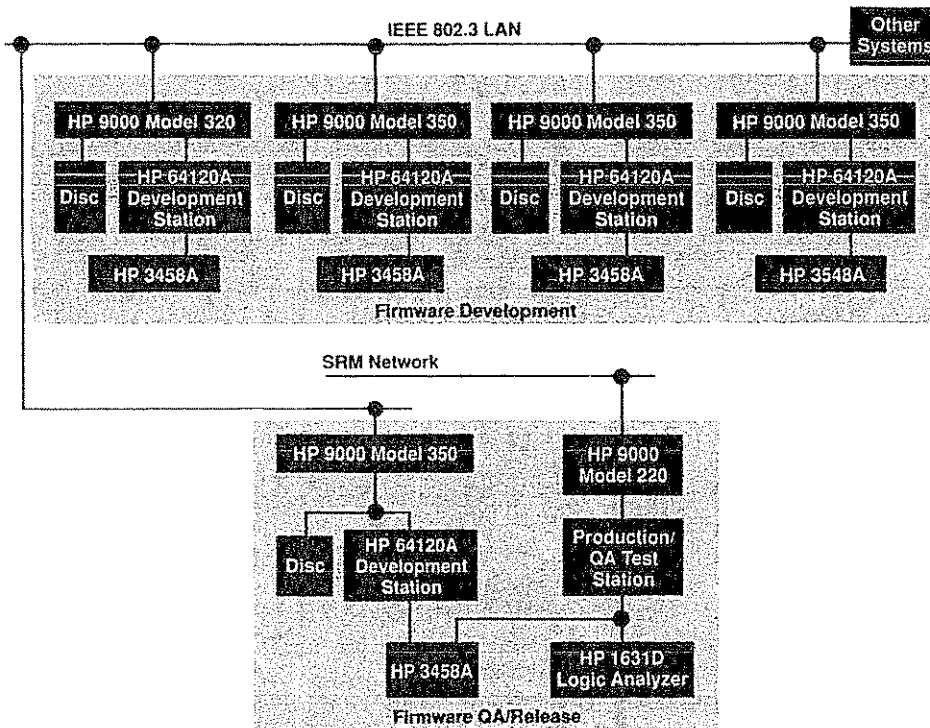 IEEE 802.3 LAN
Other
Systems
HP 9000 Model 320
HP 9000 Model 350
HP 9000 Model 350
HP 9000 Model 350
Disc
HP 64120A
Development
Station
Disc
HP 64120A
Development
Station
Disc
HP 64120A
Development
Station
Disc
HP 64120A
Development
Station
HP 3458A
HP 3458A
HP 3458A
HP 3548A
Firmware Development
SRM Network
HP 9000 Model 350
HP 9000
Model 220
Disc
HP 64120A
Development
Station
Production/
QA Test
Station
HP 3458A
HP 1631D
Logic Analyzer
Firmware QA/Release